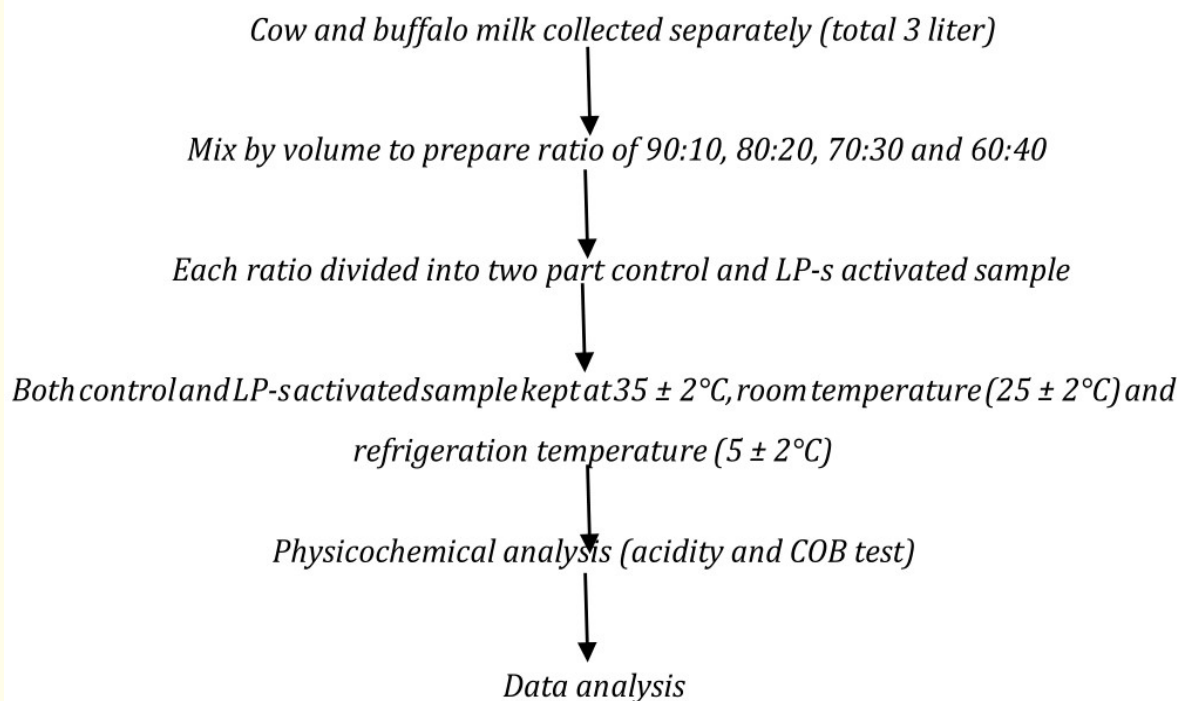 Cow and buffalo milk collected separately (total 3 liter)
Mix by volume to prepare ratio of 90:10, 80:20, 70:30 and 60:40
Each ratio divided into two part control and LP-s activated sample
Both control and LP-s activated sample kept at 35 ± 2°C, room temperature (25 ± 2°C) and
refrigeration temperature (5 ± 2°C)
Physicochemical analysis (acidity and COB test)
Data analysis